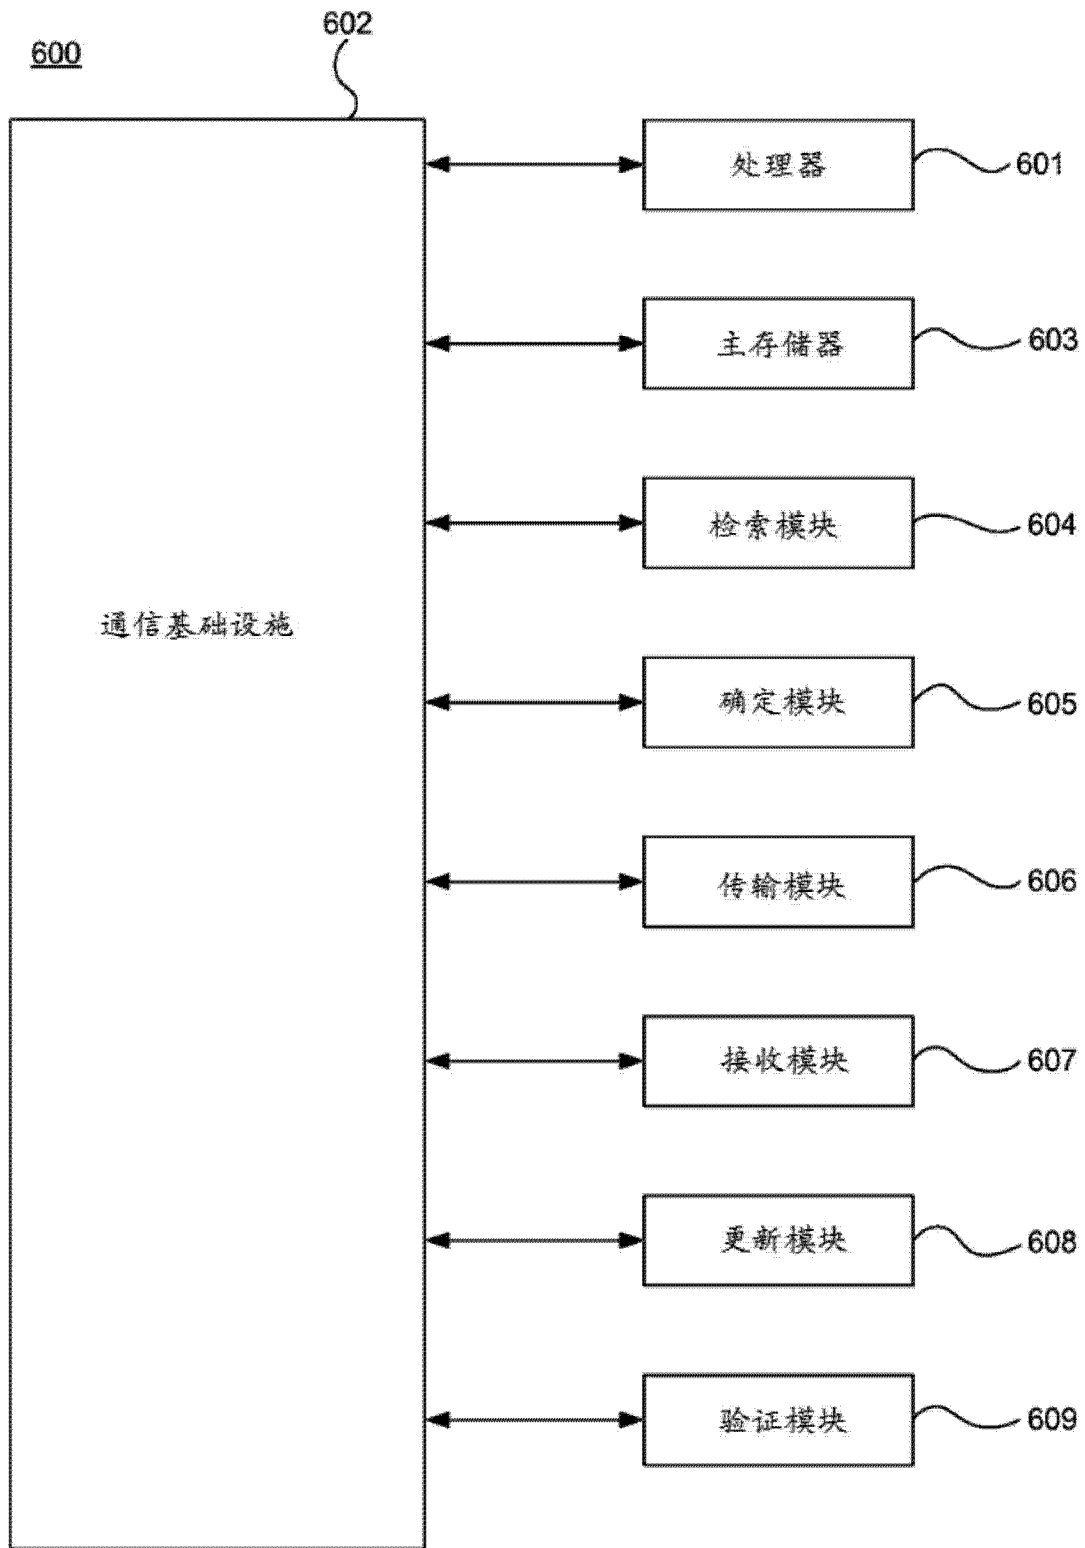 602
600
处理器
601
主存储器
603
检索模块
604
通信基础设施
确定模块
605
传输模块
606
接收模块
607
更新模块
608
验证模块
609